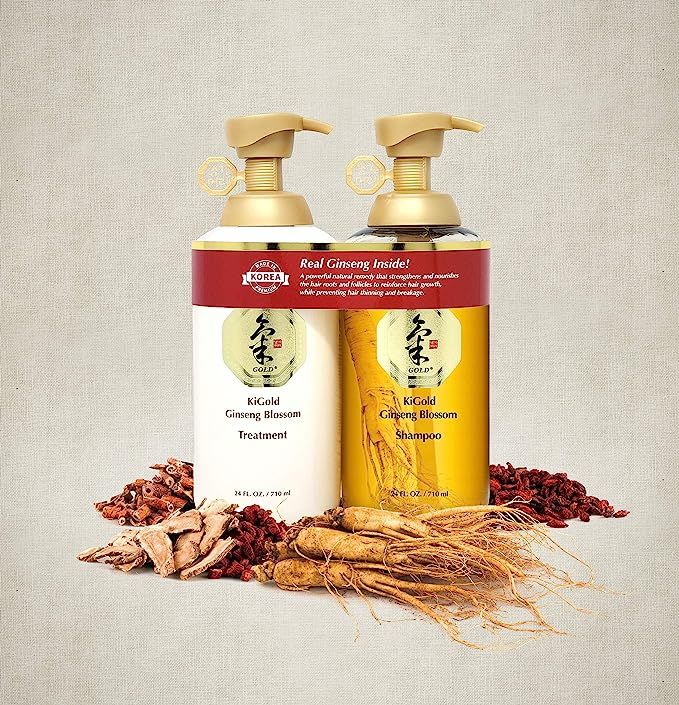 MADE IN
KOREA
PREMIUM
Real Ginseng Inside!
A powerful natural remedy that strengthens and nourishes
the hair roots and follicles to reinforce hair growth,
while preventing hair thinning and breakage.
氣
GOLD®
KiGold
Ginseng Blossom
Treatment
24 FL. OZ. / 710 ml
氣
GOLD®
KiGold
Ginseng Blossom
Shampoo
24 FL. OZ. / 710 ml